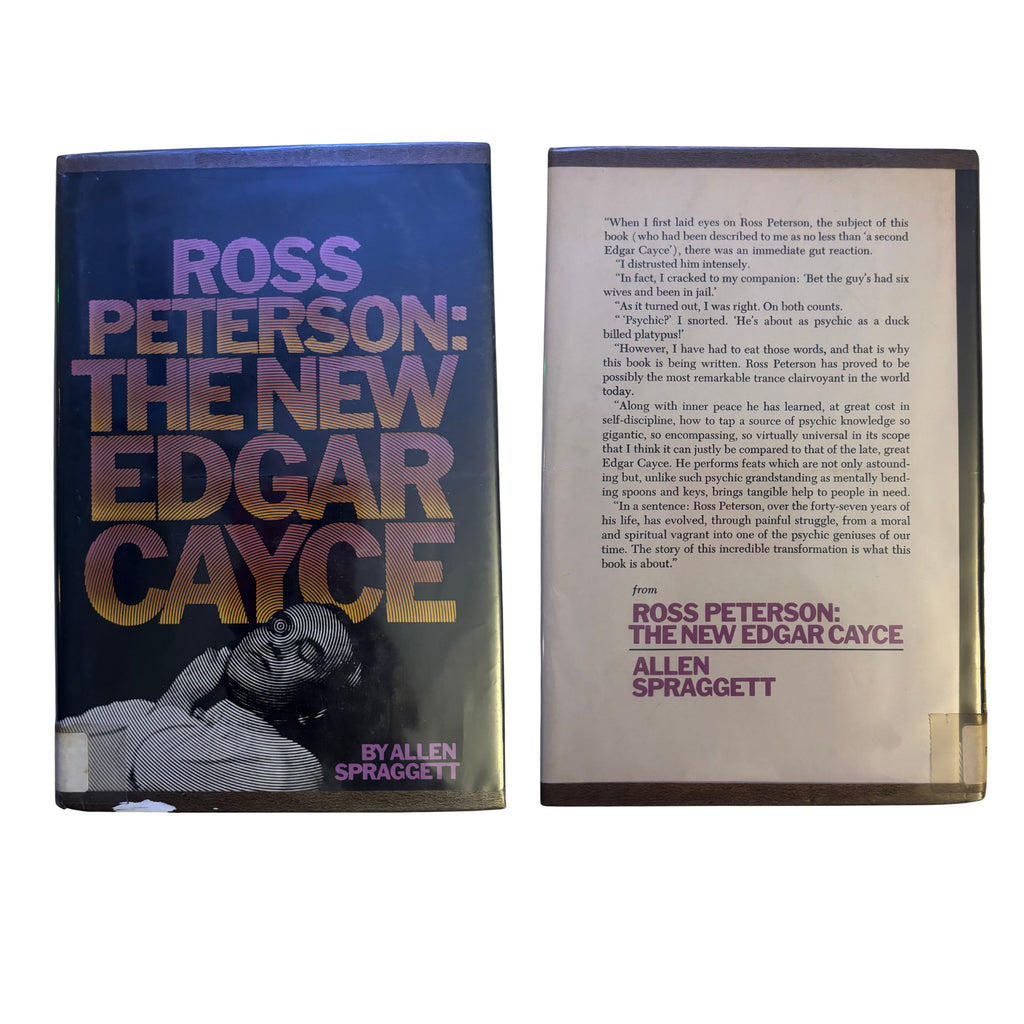 ROSS
PETERSON:
THE NEW
EDGAR
CAYCE
BY ALLEN
SPRAGGETT
"When I first laid eyes on Ross Peterson, the subject of this
book (who had been described to me as no less than 'a second
Edgar Cayce'), there was an immediate gut reaction.
"I distrusted him intensely.
"In fact, I cracked to my companion: 'Bet the guy's had six
wives and been in jail.'
"As it turned out, I was right. On both counts.
" 'Psychic?' I snorted. 'He's about as psychic as a duck
billed platypus!'
"However, I have had to eat those words, and that is why
this book is being written. Ross Peterson has proved to be
possibly the most remarkable trance clairvoyant in the world
today.
"Along with inner peace he has learned, at great cost in
self-discipline, how to tap a source of psychic knowledge so
gigantic, so encompassing, so virtually universal in its scope
that I think it can justly be compared to that of the late, great
Edgar Cayce. He performs feats which are not only astound-
ing but, unlike such psychic grandstanding as mentally bend-
ing spoons and keys, brings tangible help to people in need.
"In a sentence: Ross Peterson, over the forty-seven years of
his life, has evolved, through painful struggle, from a moral
and spiritual vagrant into one of the psychic geniuses of our
time. The story of this incredible transformation is what this
book is about."
from
ROSS PETERSON:
THE NEW EDGAR CAYCE
ALLEN
SPRAGGETT